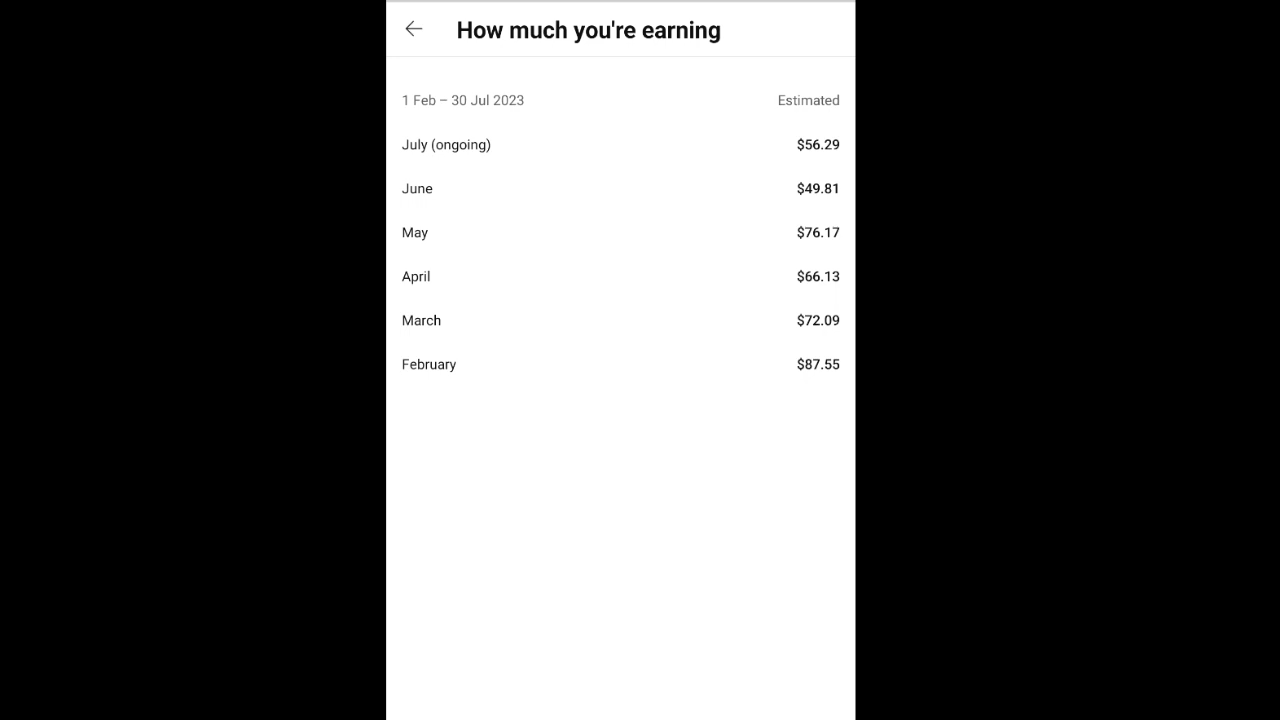 How much you're earning
1 Feb – 30 Jul 2023 Estimated
July (ongoing) $56.29
June $49.81
May $76.17
April $66.13
March $72.09
February $87.55